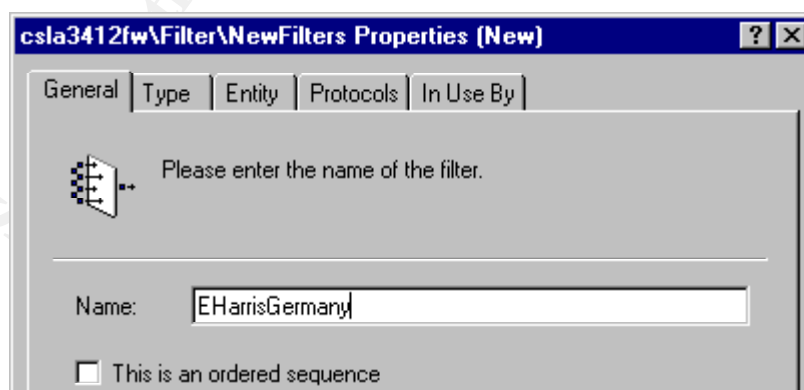 csla3412fw\Filter\NewFilters Properties (New)
General Type Entity Protocols In Use By
Please enter the name of the filter.
Name: EHarrisGermany
This is an ordered sequence